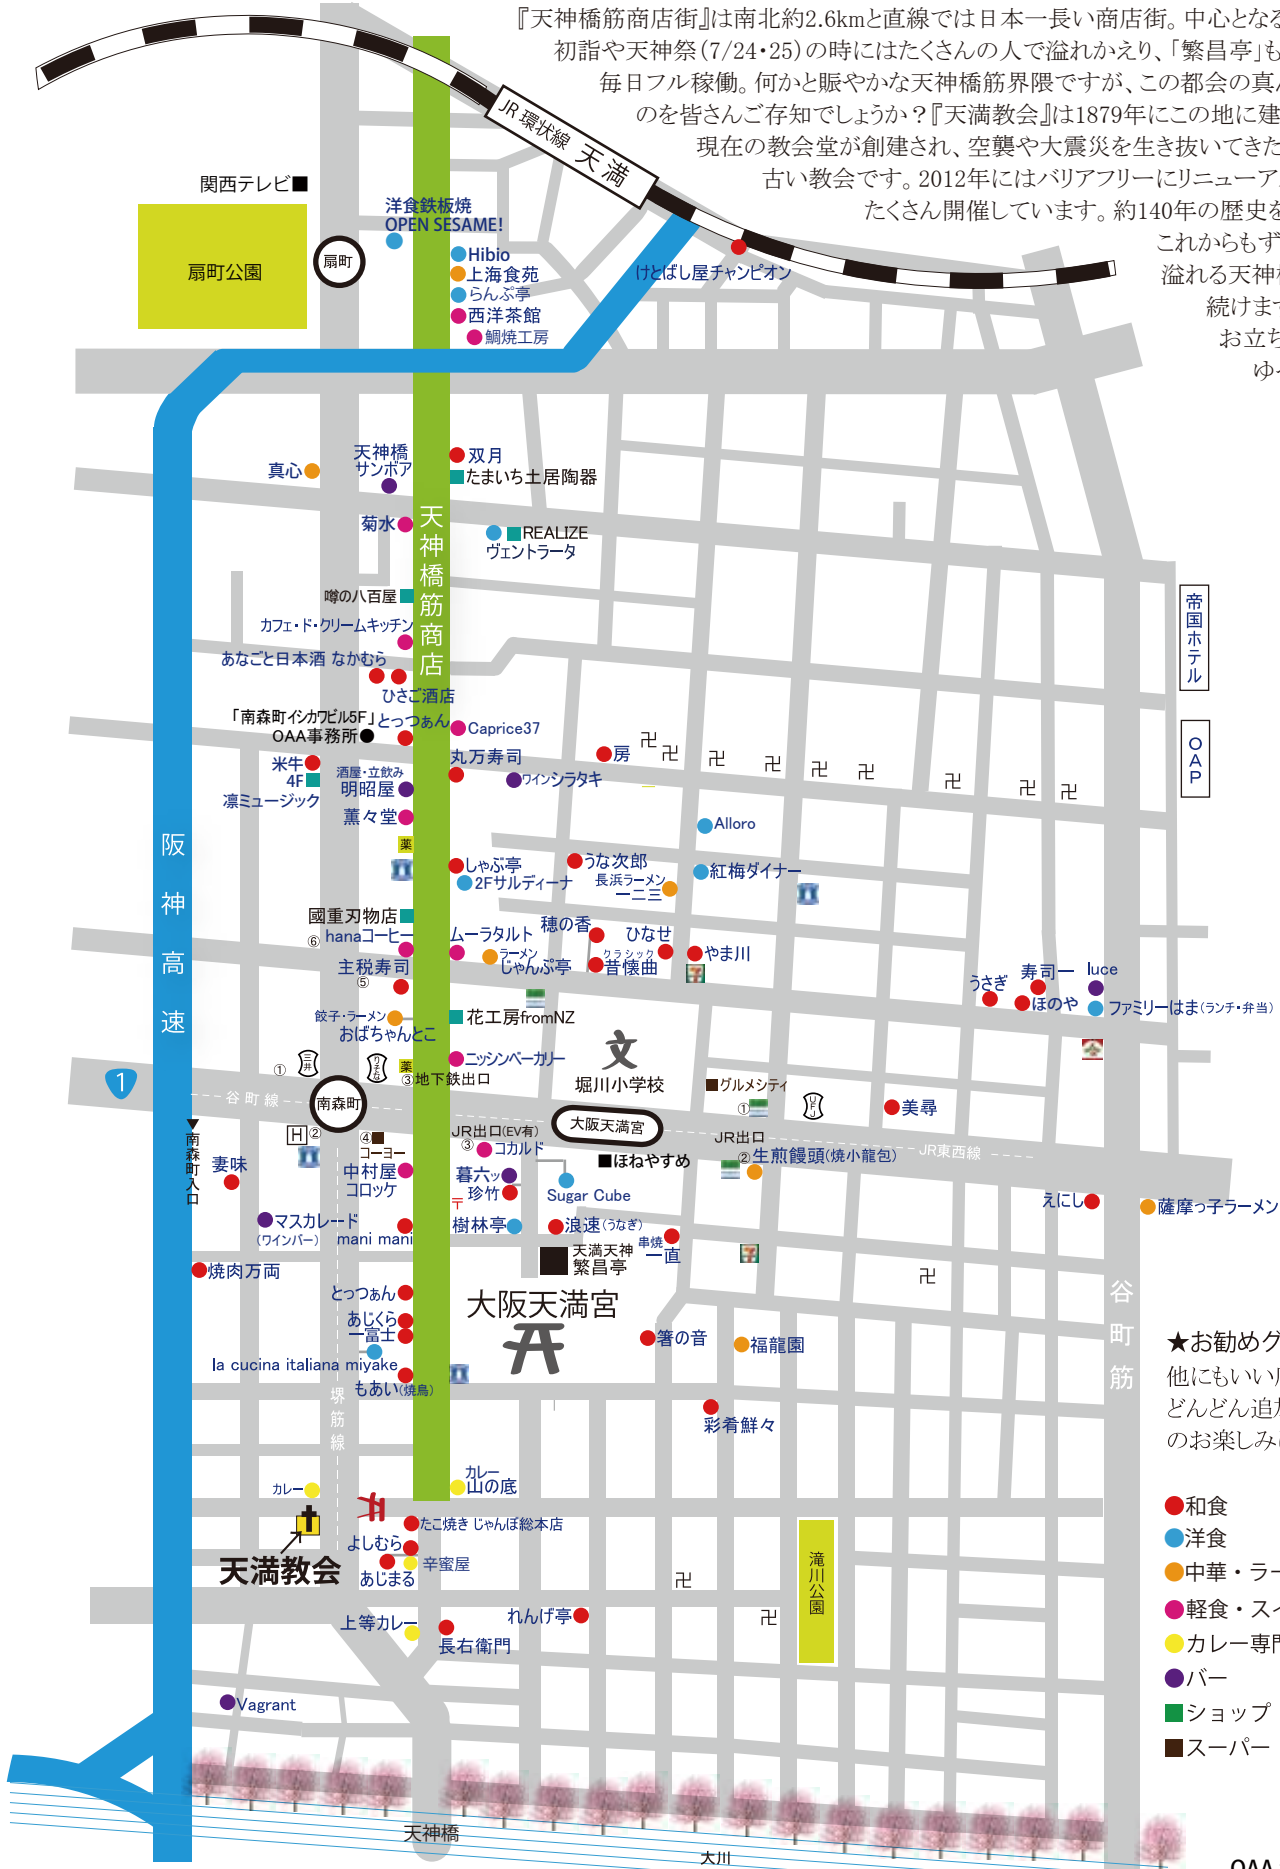 『天神橋筋商店街』は南北約2.6kmと直線では日本一長い商店街。中心となる
初詣や天神祭(7/24・25)の時にはたくさんの人で溢れかえり、「繁昌亭」も
毎日フル稼働。何かと賑やかな天神橋筋界隈ですが、この都会の真ん
のを皆さんご存知でしょうか?『天満教会』は1879年にこの地に建
現在の教会堂が創建され、空襲や大震災を生き抜いてきた
古い教会です。2012年にはバリアフリーにリニューア
たくさん開催しています。約140年の歴史を
これからもず
溢れる天神
続けます
お立ち
ゆ
JR環状線 天満
関西テレビ■
扇町公園
扇町
洋食鉄板焼
OPEN SESAME!
Hibio
上海食苑
らんぷ亭
西洋茶館
鯛焼工房
けとばし屋チャンピオン
真心
天神橋
サンボア
双月
たまいち土居陶器
菊水
REALIZE
ヴェントラータ
天神橋筋商店
噂の八百屋
カフェ・ド・クリームキッチン
あなごと日本酒 なかむら
ひさご酒店
帝国ホテル
OAP
「南森町イシカワビル5F」
OAA事務所
とっつぁん
Caprice37
米牛
4F
凛ミュージック
酒屋・立飲み
明昭屋
丸万寿司
ワインシラタキ
房
卍
卍
卍
卍
卍
卍
卍
卍
卍
薫々堂
薬
Alloro
阪神高速
しゃぶ亭
2Fサルディーナ
うな次郎
長浜ラーメン
一二三
紅梅ダイナー
國重刃物店
⑥ hanaコーヒー
ムーラタルト
穂の香
ひなせ
やま川
ラーメン
じゃんぷ亭
クラシック
昔懐曲
主税寿司
⑤
うさぎ
寿司一
luce
ほのや
ファミリーはま(ランチ・弁当)
餃子・ラーメン
おばちゃんとこ
花工房fromNZ
ニッシンベーカリー
文
堀川小学校
① 三井
りそな
薬
③地下鉄出口
1
谷町線
南森町
大阪天満宮
■グルメシティ
①
UFJ
美尋
H ②
④
コーヨー
JR出口(EV有)
③ コカルド
■ほねやすめ
JR出口
② 生煎饅頭(焼小龍包)
JR東西線
▼南森町入口
妻味
中村屋
コロッケ
暮六ッ
珍竹
Sugar Cube
えにし
薩摩っ子ラーメン
マスカレード
(ワインバー)
mani mani
〒
樹林亭
浪速(うなぎ)
串焼
一直
焼肉万両
天満天神
繁昌亭
卍
とっつぁん
大阪天満宮
谷町筋
あじくら
一富士
箸の音
福龍園
la cucina italiana miyake
もあい(焼鳥)
★お勧めグ
他にもいい
どんどん追
のお楽しみ
堺筋線
彩肴鮮々
カレー
カレー
山の底
天満教会
たこ焼き じゃんぼ総本店
よしむら
あじまる
辛蜜屋
滝川公園
卍
卍
上等カレー
長右衛門
れんげ亭
和食
洋食
中華・ラー
軽食・スイ
カレー専門
バー
ショップ
スーパー
Vagrant
天神橋
大川
OAA